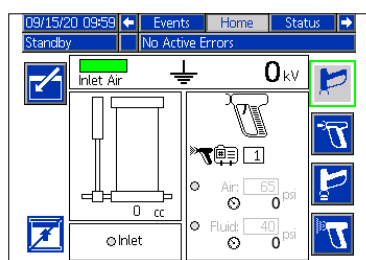 09/15/20 09:59 Events Home Status
Standby No Active Errors
Inlet Air 0 kV
1
Air: 65 psi
0
0 cc
Fluid: 40 psi
0
Inlet